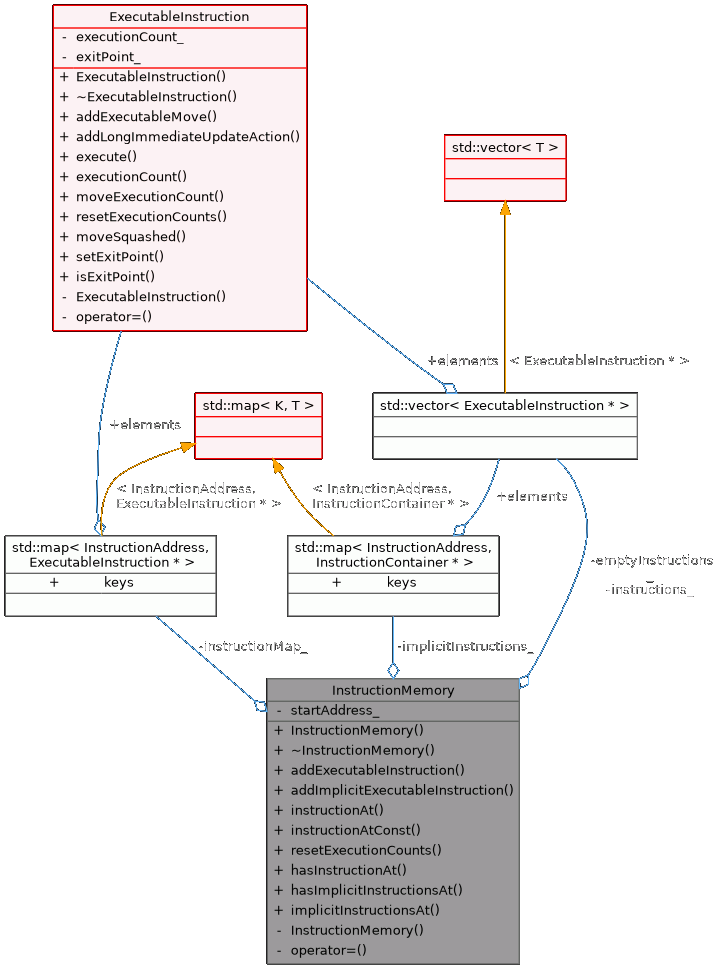 ExecutableInstruction
- executionCount_
- exitPoint_
+ ExecutableInstruction()
+ ~ExecutableInstruction()
+ addExecutableMove()
+ addLongImmediateUpdateAction()
+ execute()
+ executionCount()
+ moveExecutionCount()
+ resetExecutionCounts()
+ moveSquashed()
+ setExitPoint()
+ isExitPoint()
- ExecutableInstruction()
- operator=()
std::vector< T >
+elements
< ExecutableInstruction * >
std::map< K, T >
std::vector< ExecutableInstruction * >
+elements
< InstructionAddress,
ExecutableInstruction * >
< InstructionAddress,
InstructionContainer * >
+elements
std::map< InstructionAddress,
ExecutableInstruction * >
+ keys
std::map< InstructionAddress,
InstructionContainer * >
+ keys
-emptyInstructions
_
-instructions_
-instructionMap_
-implicitInstructions_
InstructionMemory
- startAddress_
+ InstructionMemory()
+ ~InstructionMemory()
+ addExecutableInstruction()
+ addImplicitExecutableInstruction()
+ instructionAt()
+ instructionAtConst()
+ resetExecutionCounts()
+ hasInstructionAt()
+ hasImplicitInstructionsAt()
+ implicitInstructionsAt()
- InstructionMemory()
- operator=()